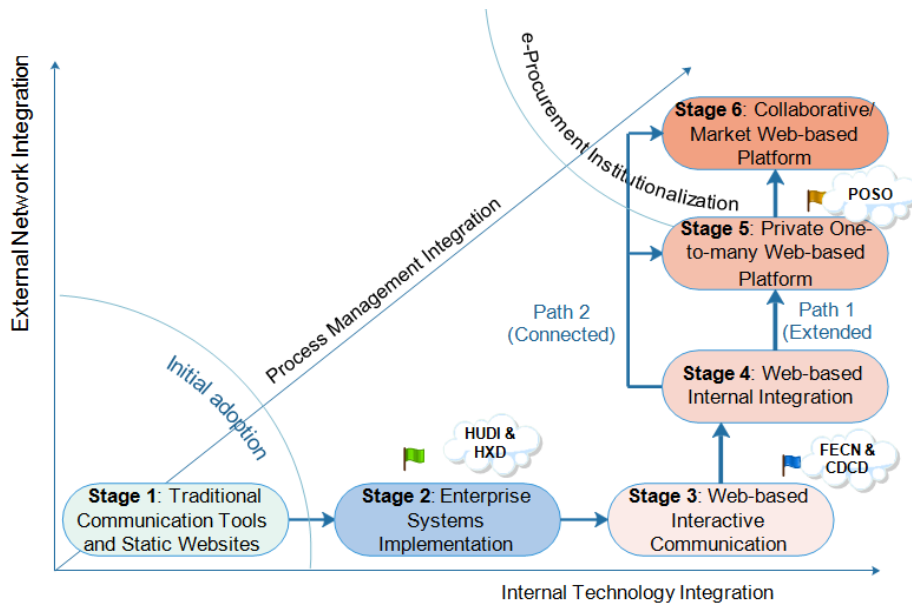 External Network Integration
e-Procurement Institutionalization
Stage 6: Collaborative/
Market Web-based
Platform
POSO
Stage 5: Private One-
to-many Web-based
Platform
Process Management Integration
Path 2
(Connected)
Path 1
(Extended
Initial adoption
Stage 4: Web-based
Internal Integration
HUDI &
HXD
FECN &
CDCD
Stage 1: Traditional
Communication Tools
and Static Websites
Stage 2: Enterprise
Systems
Implementation
Stage 3: Web-based
Interactive
Communication
Internal Technology Integration